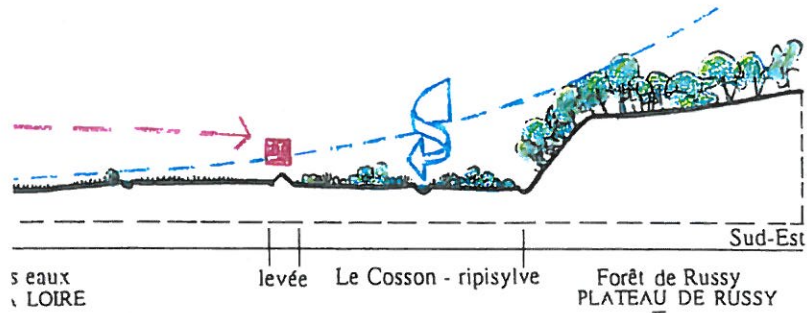 Sud-Est
s eaux
LOIRE
levée
Le Cosson - ripisylve
Forêt de Russy
PLATEAU DE RUSSY